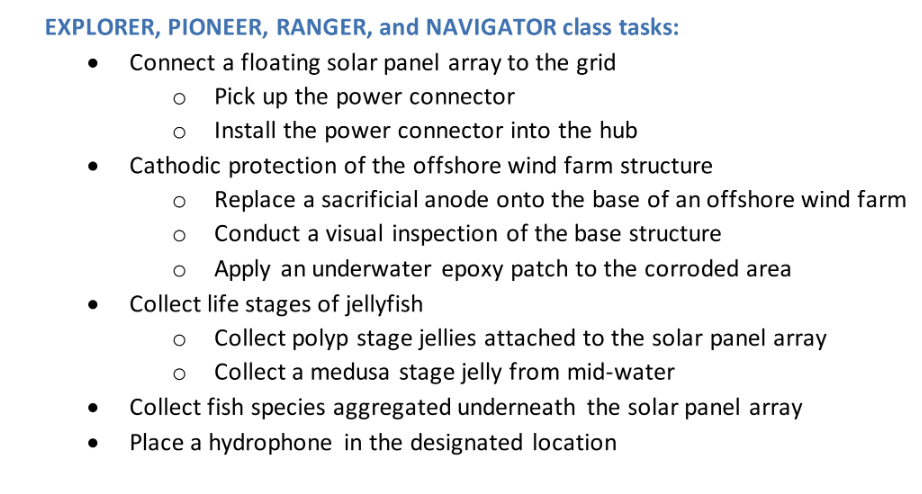 EXPLORER, PIONEER, RANGER, and NAVIGATOR class tasks:
• Connect a floating solar panel array to the grid
o Pick up the power connector
o Install the power connector into the hub
• Cathodic protection of the offshore wind farm structure
o Replace a sacrificial anode onto the base of an offshore wind farm
o Conduct a visual inspection of the base structure
o Apply an underwater epoxy patch to the corroded area
• Collect life stages of jellyfish
o Collect polyp stage jellies attached to the solar panel array
o Collect a medusa stage jelly from mid-water
• Collect fish species aggregated underneath the solar panel array
• Place a hydrophone in the designated location